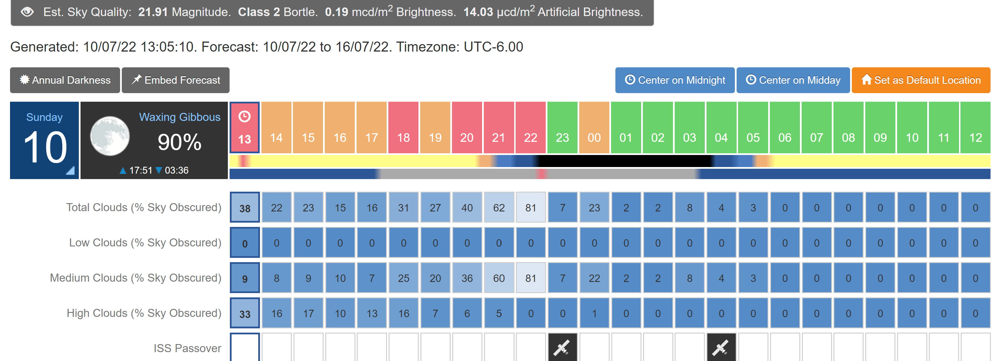 Est. Sky Quality: 21.91 Magnitude. Class 2 Bortle. 0.19 mcd/m² Brightness. 14.03 μcd/m² Artificial Brightness.
Generated: 10/07/22 13:05:10. Forecast: 10/07/22 to 16/07/22. Timezone: UTC-6.00
Annual Darkness Embed Forecast Center on Midnight Center on Midday Set as Default Location
Sunday
10
Waxing Gibbous
90%
▲ 17:51 ▼ 03:36
13 14 15 16 17 18 19 20 21 22 23 00 01 02 03 04 05 06 07 08 09 10 11 12
Total Clouds (% Sky Obscured) 38 22 23 15 16 31 27 40 62 81 7 23 2 2 8 4 3 0 0 0 0 0 0 0
Low Clouds (% Sky Obscured) 0 0 0 0 0 0 0 0 0 0 0 0 0 0 0 0 0 0 0 0 0 0 0 0
Medium Clouds (% Sky Obscured) 9 8 9 10 7 25 20 36 60 81 7 22 2 2 8 4 3 0 0 0 0 0 0 0
High Clouds (% Sky Obscured) 33 16 17 10 13 16 7 6 5 0 0 1 0 0 0 0 0 0 0 0 0 0 0 0
ISS Passover